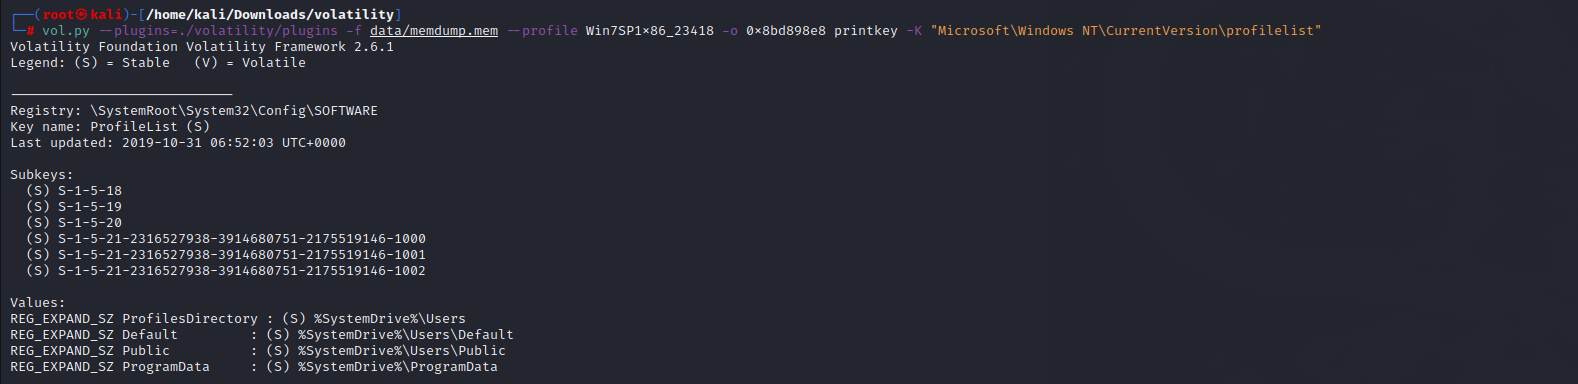 ┌──(root㉿kali)-[/home/kali/Downloads/volatility]
└─# vol.py --plugins=./volatility/plugins -f data/memdump.mem --profile Win7SP1×86_23418 -o 0×8bd898e8 printkey -K "Microsoft\Windows NT\CurrentVersion\profilelist"
Volatility Foundation Volatility Framework 2.6.1
Legend: (S) = Stable   (V) = Volatile

----------------------------
Registry: \SystemRoot\System32\Config\SOFTWARE
Key name: ProfileList (S)
Last updated: 2019-10-31 06:52:03 UTC+0000

Subkeys:
  (S) S-1-5-18
  (S) S-1-5-19
  (S) S-1-5-20
  (S) S-1-5-21-2316527938-3914680751-2175519146-1000
  (S) S-1-5-21-2316527938-3914680751-2175519146-1001
  (S) S-1-5-21-2316527938-3914680751-2175519146-1002

Values:
REG_EXPAND_SZ ProfilesDirectory : (S) %SystemDrive%\Users
REG_EXPAND_SZ Default         : (S) %SystemDrive%\Users\Default
REG_EXPAND_SZ Public          : (S) %SystemDrive%\Users\Public
REG_EXPAND_SZ ProgramData     : (S) %SystemDrive%\ProgramData